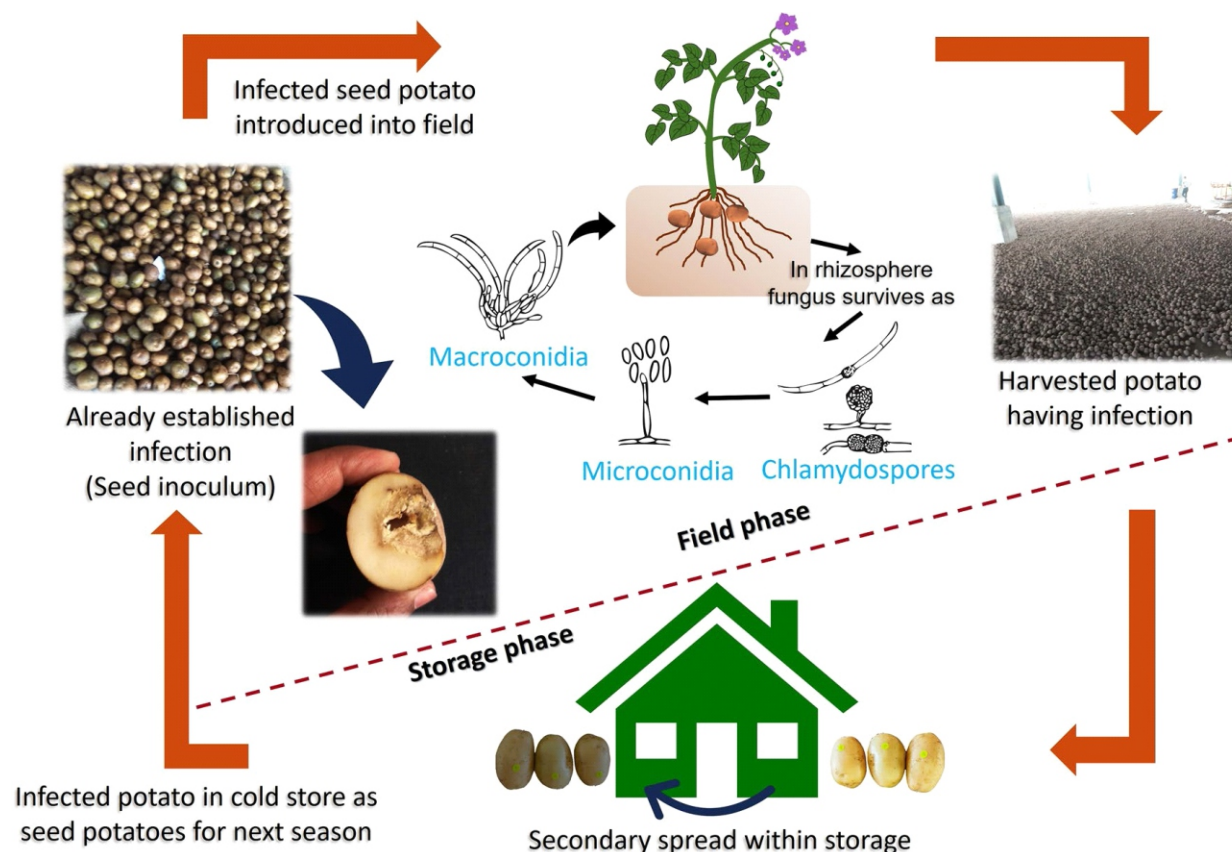 Infected seed potato
introduced into field
In rhizosphere
fungus survives as
Macroconidia
Microconidia
Chlamydospores
Harvested potato
having infection
Already established
infection
(Seed inoculum)
Field phase
Storage phase
Infected potato in cold store as
seed potatoes for next season
Secondary spread within storage